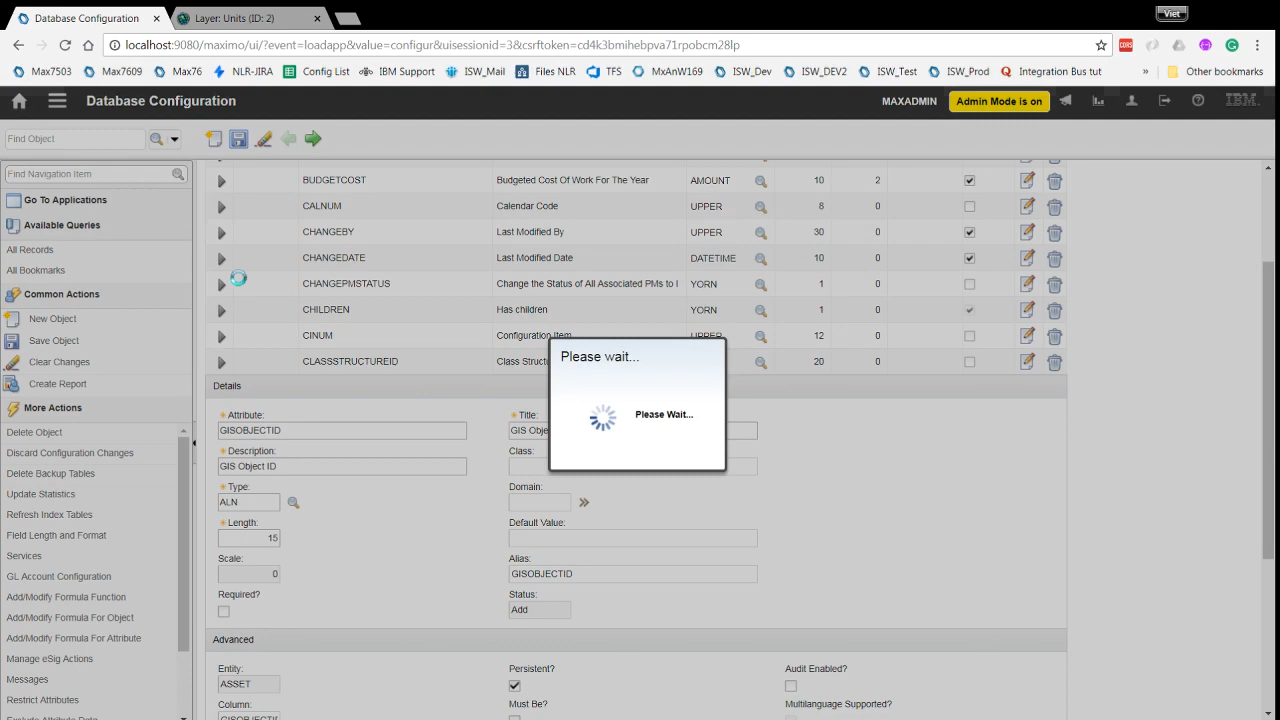 Database Configuration
Layer: Units (ID: 2)
Viet
localhost:9080/maximo/ui/?event=loadapp&value=configur&uisessionid=3&csrftoken=cd4k3bmihebpva71rpobcm28lp
CORS
Max7503
Max7609
Max76
NLR-JIRA
Config List
IBM Support
ISW_Mail
Files NLR
TFS
MxAnW169
ISW_Dev
ISW_DEV2
ISW_Test
ISW_Prod
Integration Bus tut
»
Other bookmarks
Database Configuration
MAXADMIN
Admin Mode is on
IBM
Find Object
Find Navigation Item
Go To Applications
Available Queries
All Records
All Bookmarks
Common Actions
New Object
Save Object
Clear Changes
Create Report
More Actions
Delete Object
Discard Configuration Changes
Delete Backup Tables
Update Statistics
Refresh Index Tables
Field Length and Format
Services
GL Account Configuration
Add/Modify Formula Function
Add/Modify Formula For Object
Add/Modify Formula For Attribute
Manage eSig Actions
Messages
Restrict Attributes
BUDGETCOST Budgeted Cost Of Work For The Year AMOUNT 10 2
CALNUM Calendar Code UPPER 8 0
CHANGEBY Last Modified By UPPER 30 0
CHANGEDATE Last Modified Date DATETIME 10 0
CHANGEPMSTATUS Change the Status of All Associated PMs to I YORN 1 0
CHILDREN Has children YORN 1 0
CINUM Configuration Item UPPER 12 0
CLASSSTRUCTUREID Class Struct 20 0
Please wait...
Please Wait...
Details
Attribute:
GISOBJECTID
Title:
GIS Obje
Description:
GIS Object ID
Class:
Type:
ALN
Domain:
Length:
15
Default Value:
Scale:
0
Alias:
GISOBJECTID
Required?
Status:
Add
Advanced
Entity:
ASSET
Persistent?
Audit Enabled?
Column:
Must Be?
Multilanguage Supported?